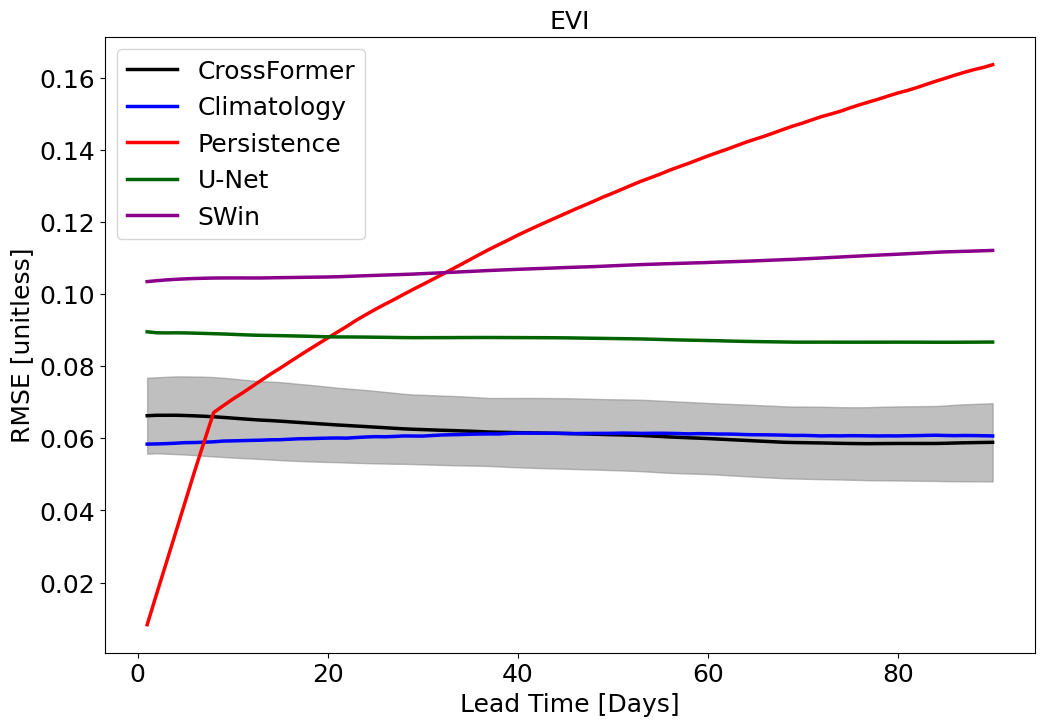 EVI
CrossFormer
Climatology
Persistence
U-Net
SWin
RMSE [unitless]
0.16
0.14
0.12
0.10
0.08
0.06
0.04
0.02
0
20
40
60
80
Lead Time [Days]